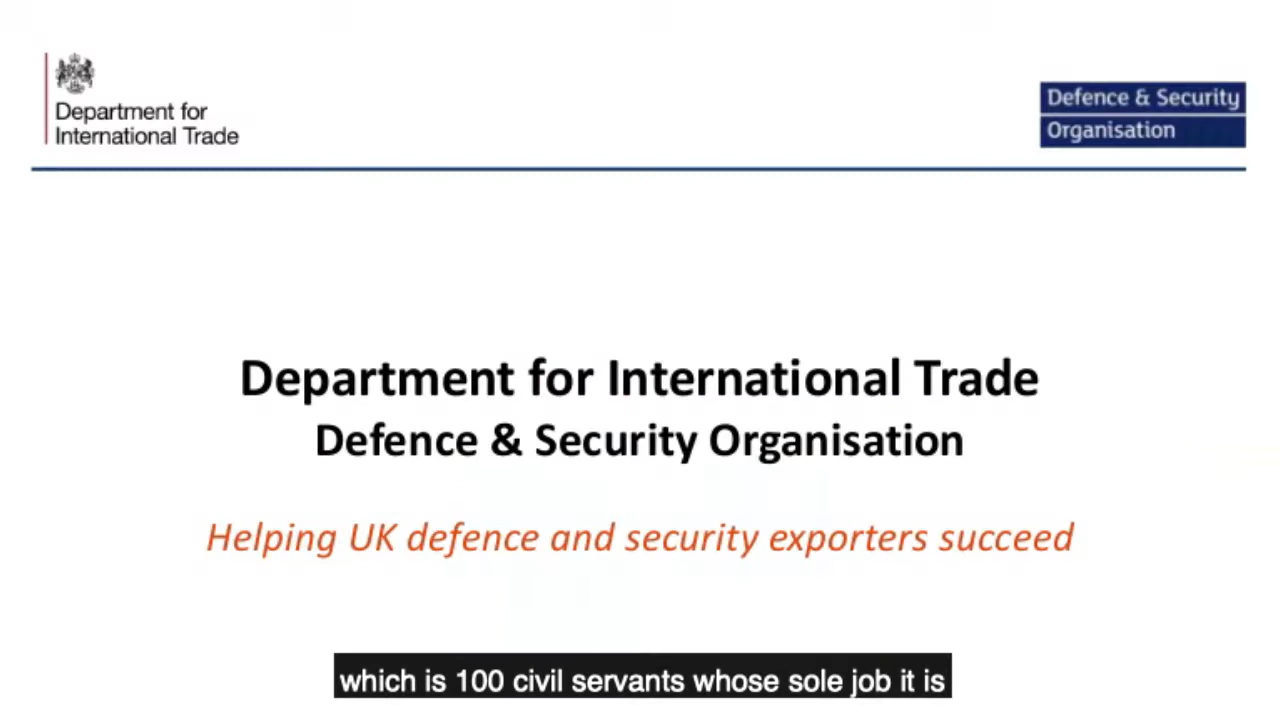 Department for
International Trade
Defence & Security
Organisation
Department for International Trade
Defence & Security Organisation
Helping UK defence and security exporters succeed
which is 100 civil servants whose sole job it is